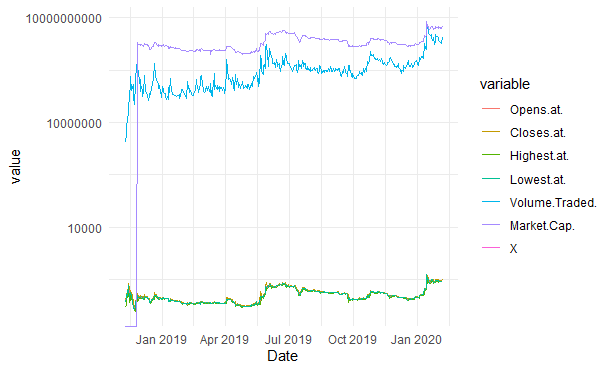 10000000000
10000000
10000
value
Jan 2019
Apr 2019
Jul 2019
Oct 2019
Jan 2020
Date
variable
Opens.at.
Closes.at.
Highest.at.
Lowest.at.
Volume.Traded.
Market.Cap.
X